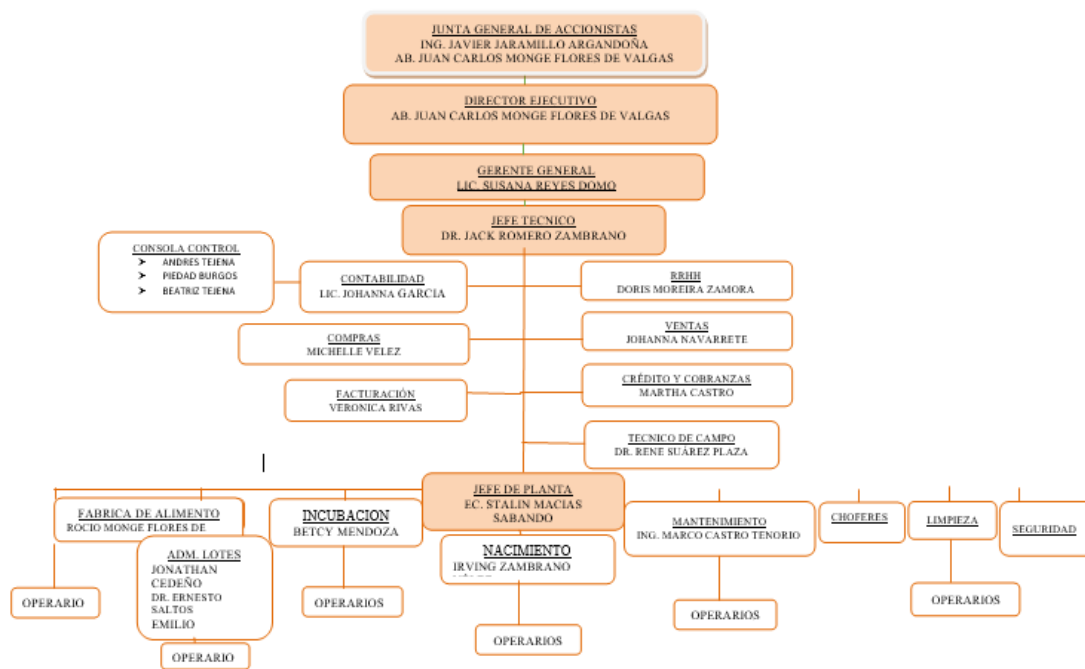 JUNTA GENERAL DE ACCIONISTAS
ING. JAVIER JARAMILLO ARGANDOÑA
AB. JUAN CARLOS MONGE FLORES DE VALGAS
DIRECTOR EJECUTIVO
AB. JUAN CARLOS MONGE FLORES DE VALGAS
GERENTE GENERAL
LIC. SUSANA REYES DOMO
JEFE TECNICO
DR. JACK ROMERO ZAMBRANO
CONSOLA CONTROL
➤ ANDRES TEJENA
➤ PIEDAD BURGOS
➤ BEATRIZ TEJENA
CONTABILIDAD
LIC. JOHANNA GARCIA
RRHH
DORIS MOREIRA ZAMORA
COMPRAS
MICHELLE VELEZ
VENTAS
JOHANNA NAVARRETE
FACTURACIÓN
VERONICA RIVAS
CRÉDITO Y COBRANZAS
MARTHA CASTRO
TECNICO DE CAMPO
DR. RENE SUÁREZ PLAZA
JEFE DE PLANTA
EC. STALIN MACIAS
SABANDO
FABRICA DE ALIMENTO
ROCIO MONGE FLORES DE
ADM. LOTES
JONATHAN
CEDEÑO
DR. ERNESTO
SALTOS
EMILIO
INCUBACION
BETCY MENDOZA
NACIMIENTO
IRVING ZAMBRANO
MANTENIMIENTO
ING. MARCO CASTRO TENORIO
CHOFERES
LIMPIEZA
SEGURIDAD
OPERARIO
OPERARIO
OPERARIOS
OPERARIOS
OPERARIOS
OPERARIOS